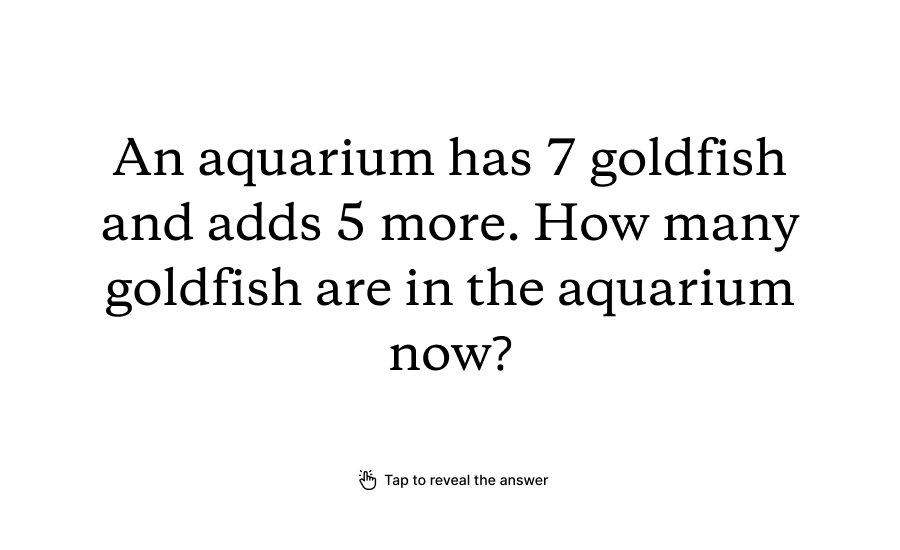 An aquarium has 7 goldfish
and adds 5 more. How many
goldfish are in the aquarium
now?
Tap to reveal the answer